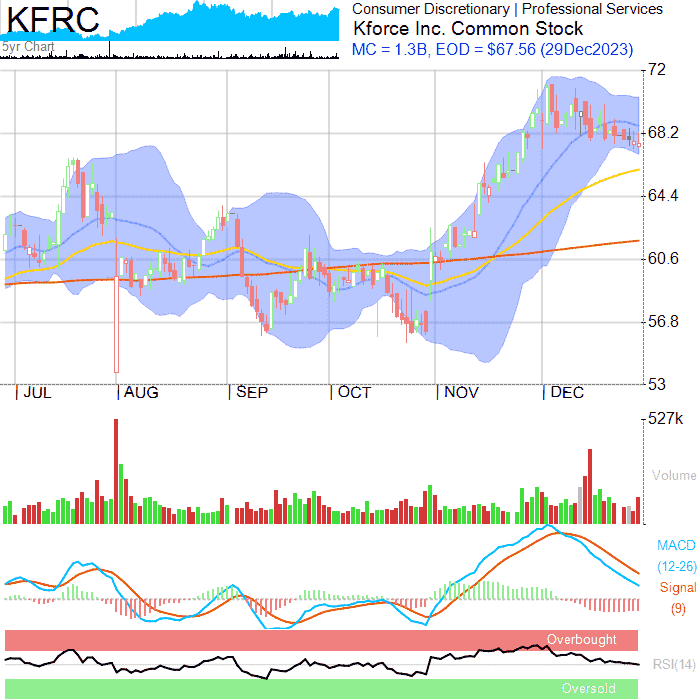 KFRC
5yr Chart
Consumer Discretionary | Professional Services
Kforce Inc. Common Stock
MC = 1.3B, EOD = $67.56 (29Dec2023)
72
68.2
64.4
60.6
56.8
53
| JUL | AUG | SEP | OCT | NOV | DEC
527k
Volume
MACD
(12-26)
Signal
(9)
Overbought
RSI(14)
Oversold